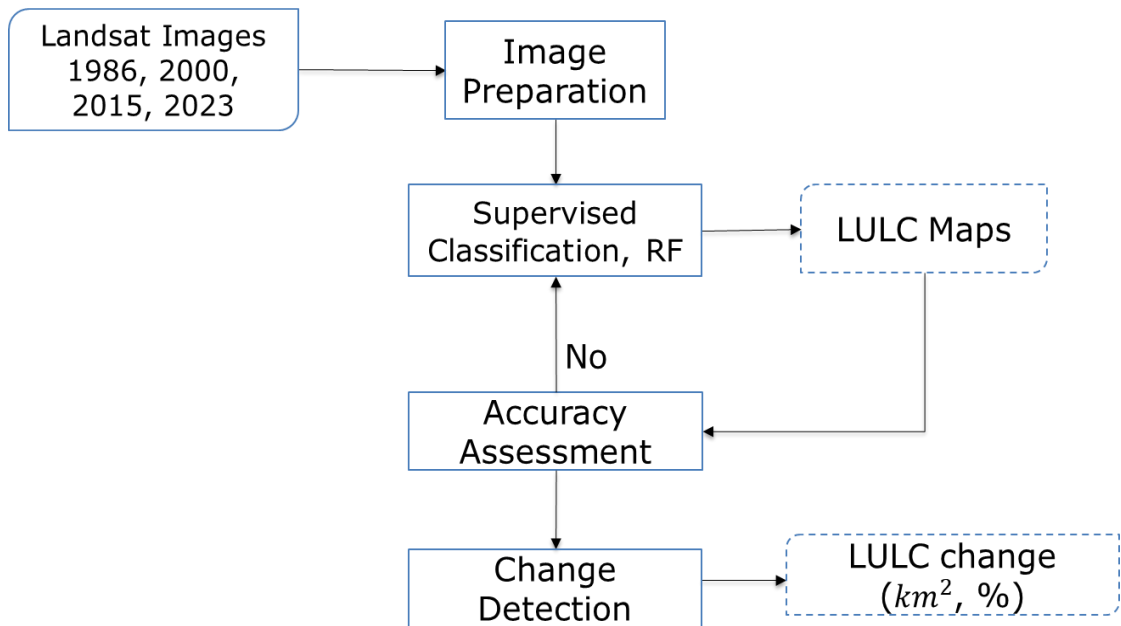 Landsat Images
1986, 2000,
2015, 2023
Image
Preparation
Supervised
Classification, RF
LULC Maps
No
Accuracy
Assessment
Change
Detection
LULC change
(km², %)